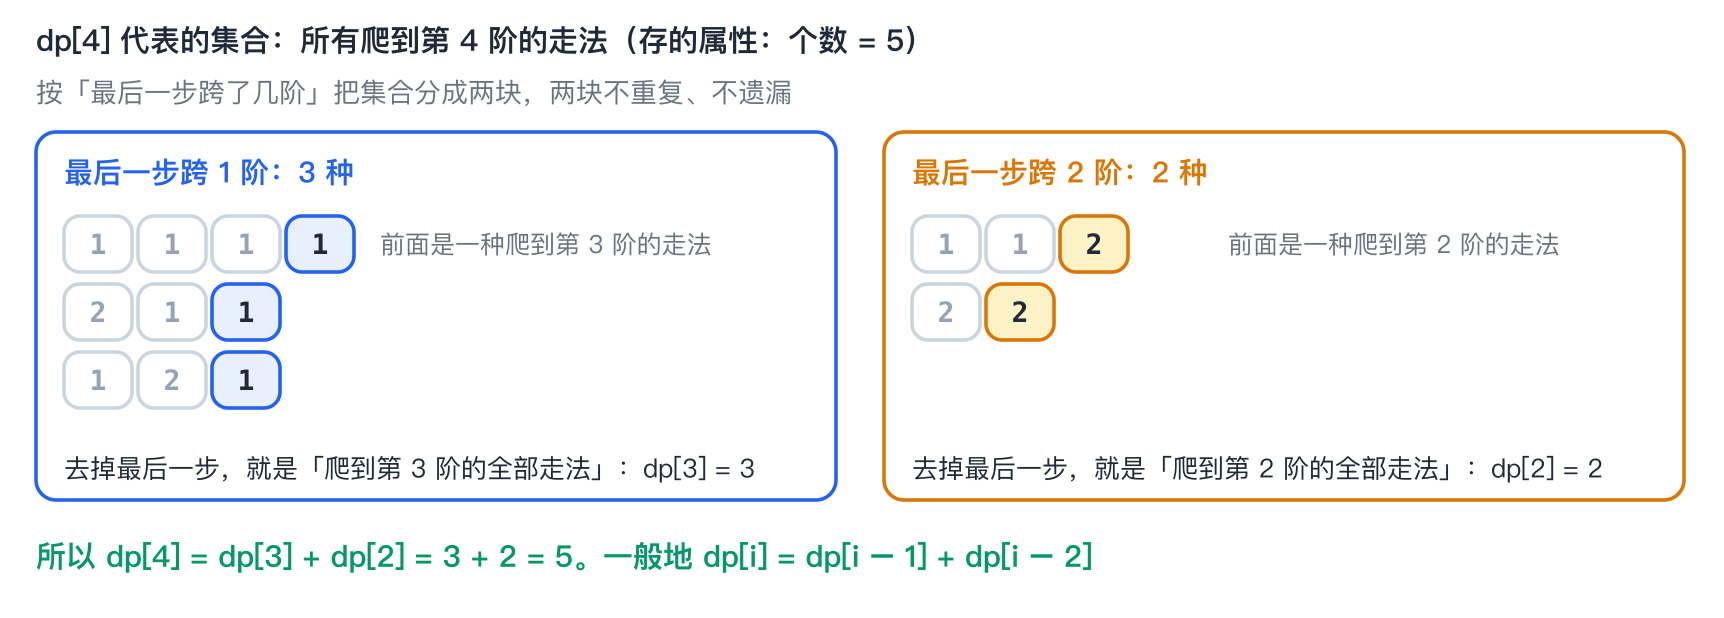 dp[4] 代表的集合：所有爬到第 4 阶的走法（存的属性：个数 = 5）
按「最后一步跨了几阶」把集合分成两块，两块不重复、不遗漏
最后一步跨 1 阶：3 种
1 1 1 1 前面是一种爬到第 3 阶的走法
2 1 1
1 2 1
去掉最后一步，就是「爬到第 3 阶的全部走法」：dp[3] = 3
最后一步跨 2 阶：2 种
1 1 2 前面是一种爬到第 2 阶的走法
2 2
去掉最后一步，就是「爬到第 2 阶的全部走法」：dp[2] = 2
所以 dp[4] = dp[3] + dp[2] = 3 + 2 = 5。一般地 dp[i] = dp[i − 1] + dp[i − 2]